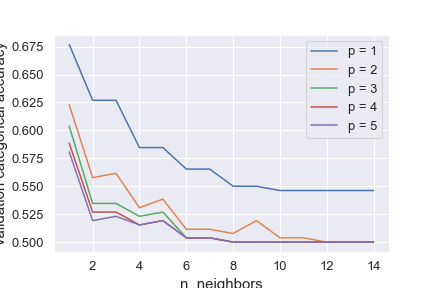 validation categorical accuracy
0.675
0.650
0.625
0.600
0.575
0.550
0.525
0.500
p = 1
p = 2
p = 3
p = 4
p = 5
2 4 6 8 10 12 14
n_neighbors